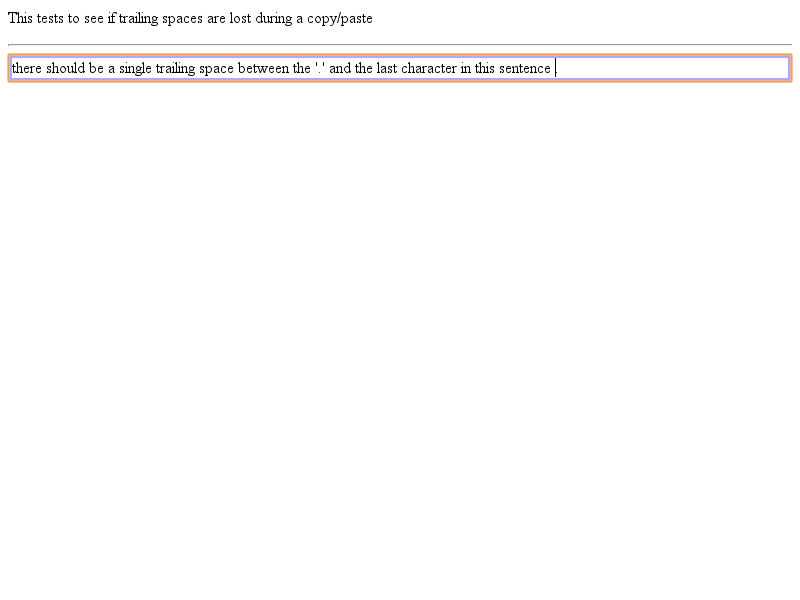 This tests to see if trailing spaces are lost during a copy/paste
there should be a single trailing space between the '.' and the last character in this sentence .